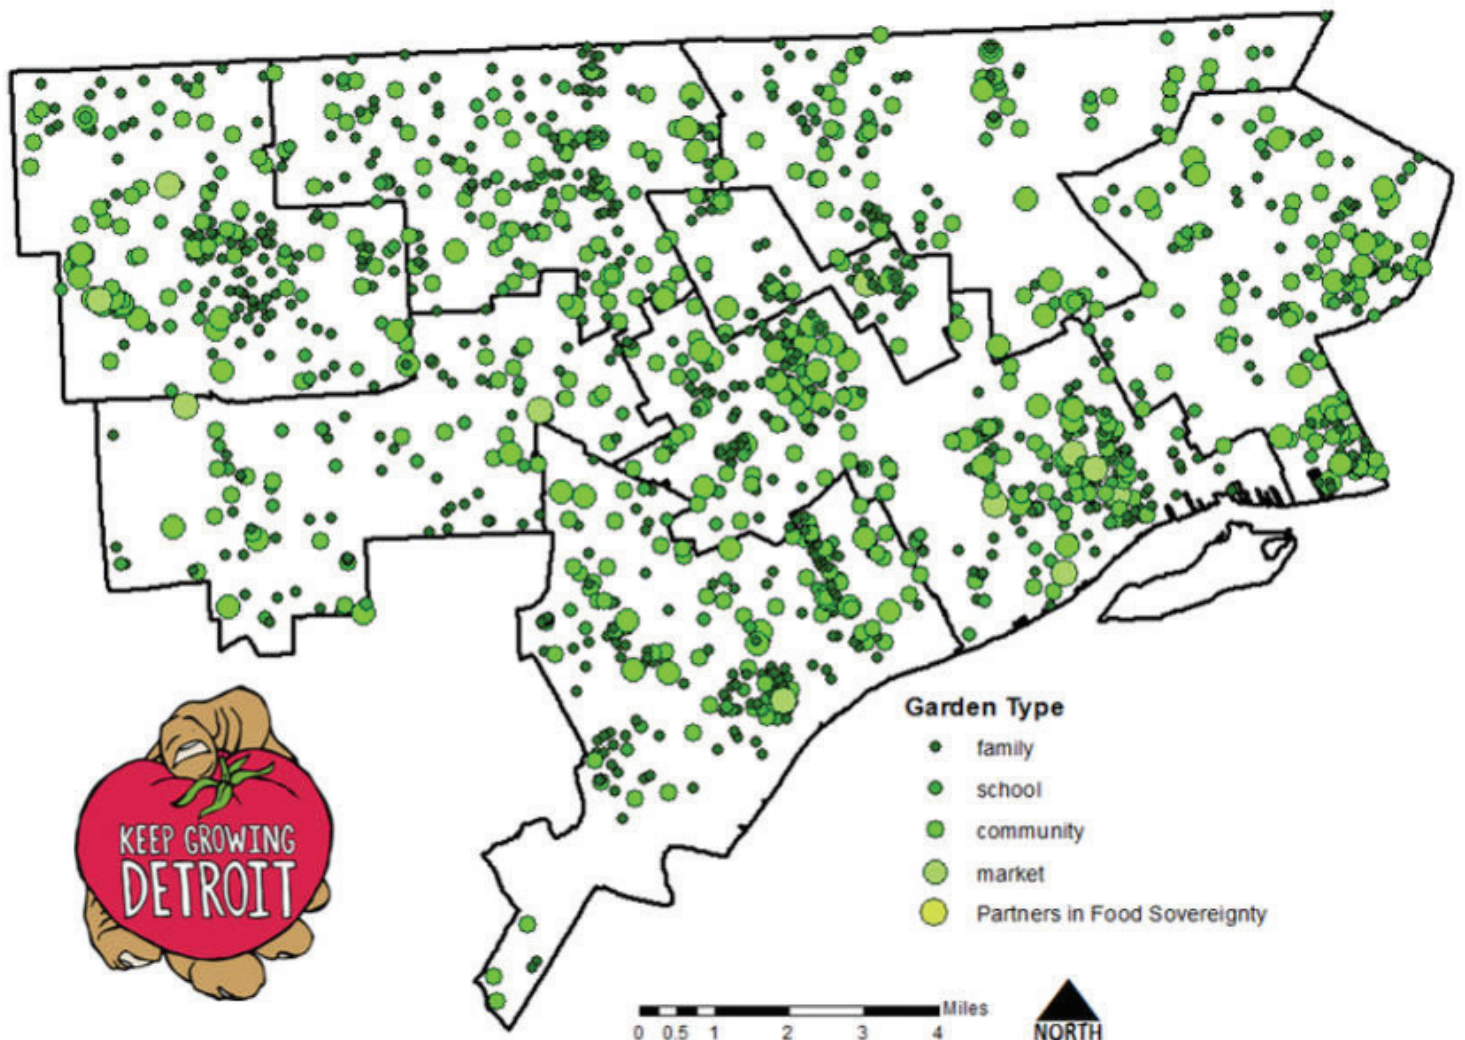 KEEP GROWING
DETROIT
Garden Type
family
school
community
market
Partners in Food Sovereignty
Miles
0 0.5 1 2 3 4
NORTH